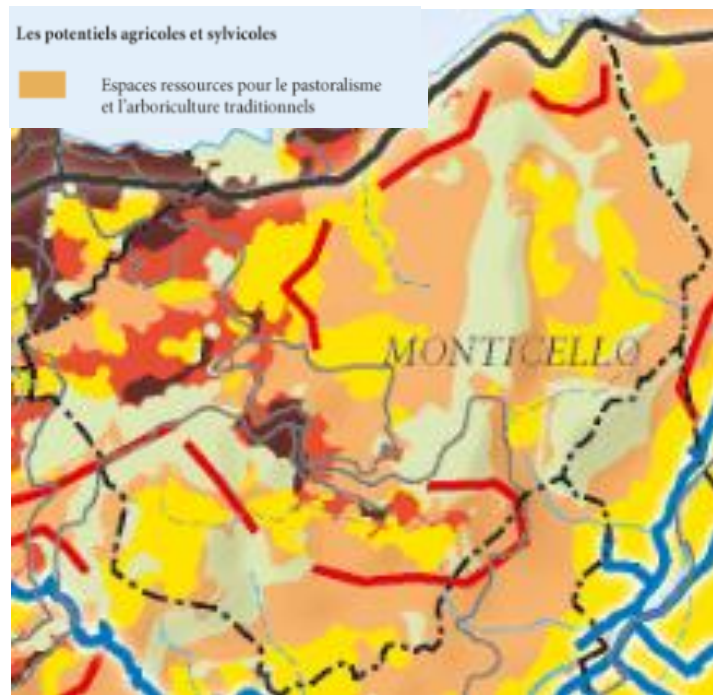 Les potentiels agricoles et sylvicoles
Espaces ressources pour le pastoralisme
et l'arboriculture traditionnels
MONTICELLO